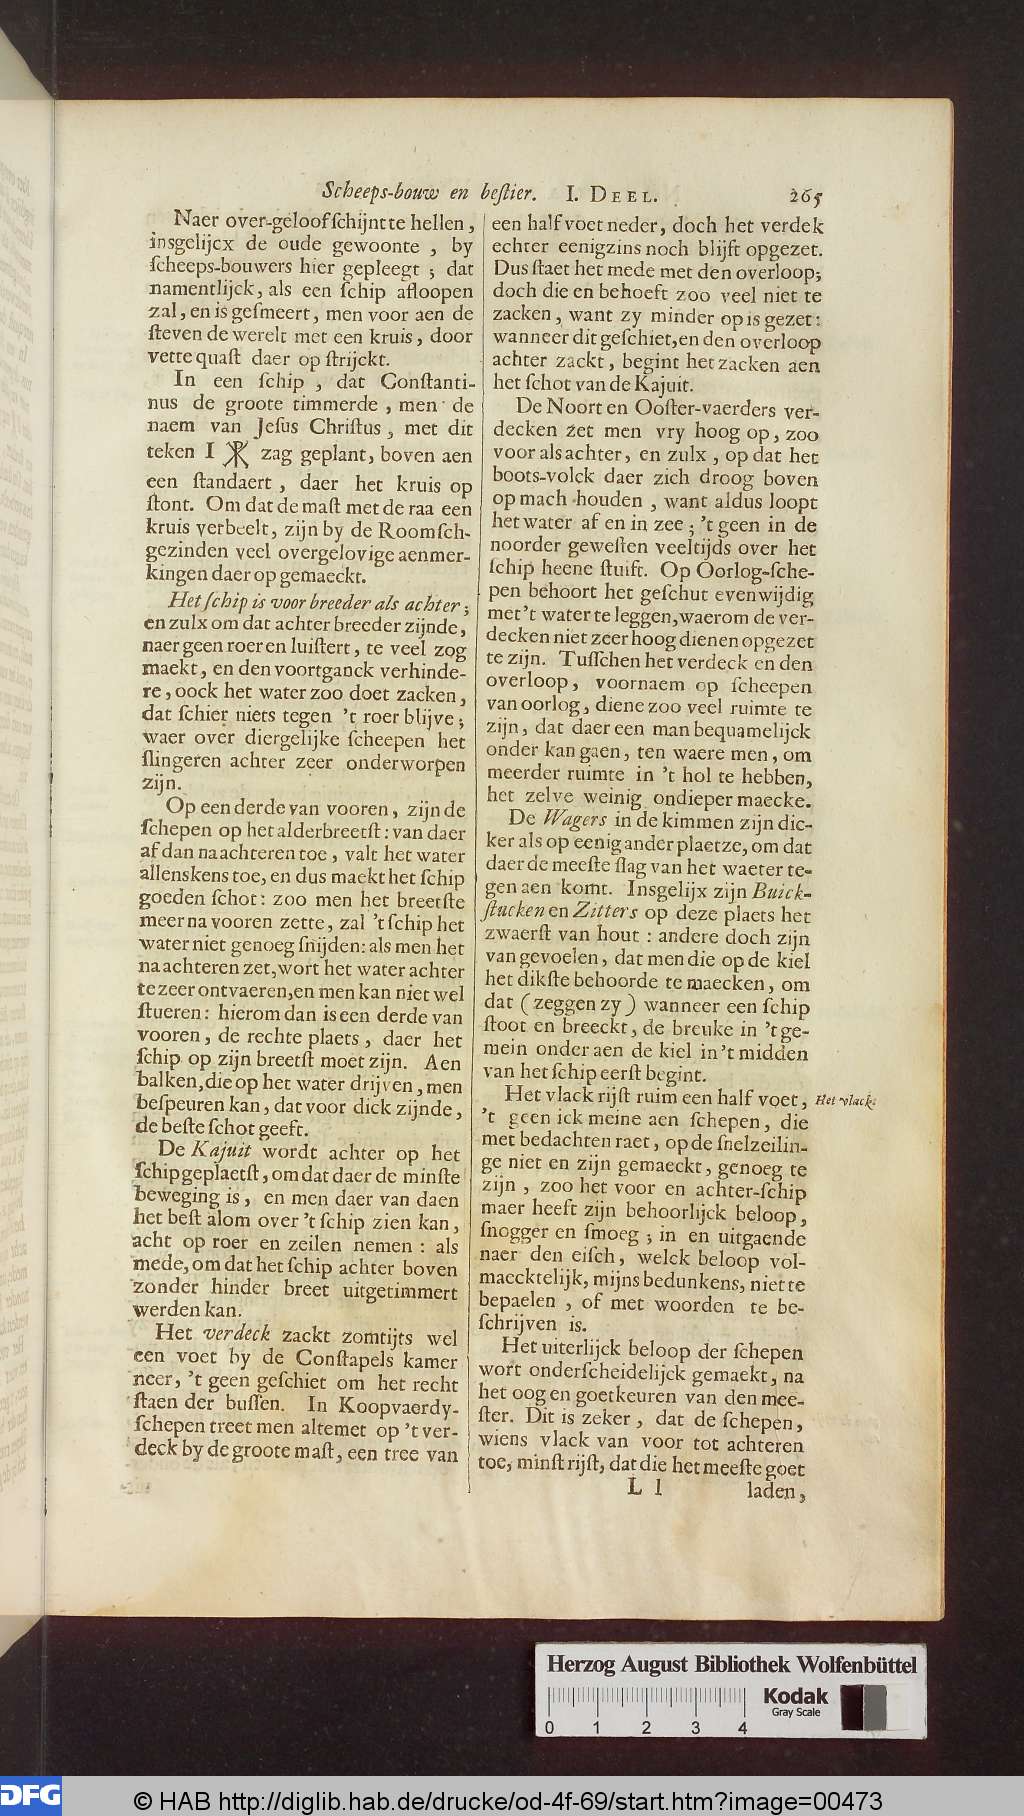 Scheeps-bouw en beſtier. I. DEEL. 265
Naer over-geloof ſchijnt te hellen,
insgelijcx de oude gewoonte, by
ſcheeps-bouwers hier gepleegt; dat
namentlijck, als een ſchip afloopen
zal, en is geſmeert, men voor aen de
ſteven de werelt met een kruis, door
vette quaſt daer op ſtrijckt.
In een ſchip, dat Conſtanti-
nus de groote timmerde, men de
naem van Jeſus Chriſtus, met dit
teken I ☧ zag geplant, boven aen
een ſtandaert, daer het kruis op
ſtont. Om dat de maſt met de raa een
kruis verbeelt, zijn by de Roomſch-
gezinden veel overgelovige aenmer-
kingen daer op gemaeckt.
Het ſchip is voor breeder als achter;
en zulx om dat achter breeder zijnde,
naer geen roer en luiſtert, te veel zog
maekt, en den voortganck verhinde-
re, oock het water zoo doet zacken,
dat ſchier niets tegen 't roer blijve;
waer over diergelijke ſcheepen het
ſlingeren achter zeer onderworpen
zijn.
Op een derde van vooren, zijn de
ſchepen op het alderbreetſt: van daer
af dan na achteren toe, valt het water
allenskens toe, en dus maekt het ſchip
goeden ſchot: zoo men het breetſte
meer na vooren zette, zal 't ſchip het
water niet genoeg ſnijden: als men het
na achteren zet, wort het water achter
te zeer ontvaeren, en men kan niet wel
ſtueren: hierom dan is een derde van
vooren, de rechte plaets, daer het
ſchip op zijn breetſt moet zijn. Aen
balken, die op het water drijven, men
beſpeuren kan, dat voor dick zijnde,
de beſte ſchot geeft.
De Kajuit wordt achter op het
ſchip geplaetſt, om dat daer de minſte
beweging is, en men daer van daen
het beſt alom over 't ſchip zien kan,
acht op roer en zeilen nemen: als
mede, om dat het ſchip achter boven
zonder hinder breet uitgetimmert
werden kan.
Het verdeck zackt zomtijts wel
een voet by de Conſtapels kamer
neer, 't geen geſchiet om het recht
ſtaen der buſſen. In Koopvaerdy-
ſchepen treet men altemet op 't ver-
deck by de groote maſt, een tree van
een half voet neder, doch het verdek
echter eenigzins noch blijft opgezet.
Dus ſtaet het mede met den overloop;
doch die en behoeft zoo veel niet te
zacken, want zy minder op is gezet:
wanneer dit geſchiet, en den overloop
achter zackt, begint het zacken aen
het ſchot van de Kajuit.
De Noort en Ooſter-vaerders ver-
decken zet men vry hoog op, zoo
voor als achter, en zulx, op dat het
boots-volck daer zich droog boven
op mach houden, want aldus loopt
het water af en in zee; 't geen in de
noorder geweſten veeltijds over het
ſchip heene ſtuift. Op Oorlog-ſche-
pen behoort het geſchut evenwijdig
met 't water te leggen, waerom de ver-
decken niet zeer hoog dienen opgezet
te zijn. Tuſſchen het verdeck en den
overloop, voornaem op ſcheepen
van oorlog, diene zoo veel ruimte te
zijn, dat daer een man bequamelijck
onder kan gaen, ten waere men, om
meerder ruimte in 't hol te hebben,
het zelve weinig ondieper maecke.
De Wagers in de kimmen zijn dic-
ker als op eenig ander plaetze, om dat
daer de meeſte ſlag van het waeter te-
gen aen komt. Insgelijx zijn Buick-
ſtucken en Zitters op deze plaets het
zwaerſt van hout: andere doch zijn
van gevoelen, dat men die op de kiel
het dikſte behoorde te maecken, om
dat (zeggen zy) wanneer een ſchip
ſtoot en breeckt, de breuke in 't ge-
mein onder aen de kiel in 't midden
van het ſchip eerſt begint.
Het vlack rijſt ruim een half voet, Het vlack.
't geen ick meine aen ſchepen, die
met bedachten raet, op de ſnelzeilin-
ge niet en zijn gemaeckt, genoeg te
zijn, zoo het voor en achter-ſchip
maer heeft zijn behoorlijck beloop,
ſnogger en ſmoeg; in en uitgaende
naer den eiſch, welck beloop vol-
maecktelijk, mijns bedunkens, niet te
bepaelen, of met woorden te be-
ſchrijven is.
Het uiterlijck beloop der ſchepen
wort onderſcheidelijck gemaekt, na
het oog en goetkeuren van den mee-
ſter. Dit is zeker, dat de ſchepen,
wiens vlack van voor tot achteren
toe, minſt rijſt, dat die het meeſte goet
L l laden,
Herzog August Bibliothek Wolfenbüttel
Kodak
Gray Scale
0 1 2 3 4
DFG © HAB http://diglib.hab.de/drucke/od-4f-69/start.htm?image=00473